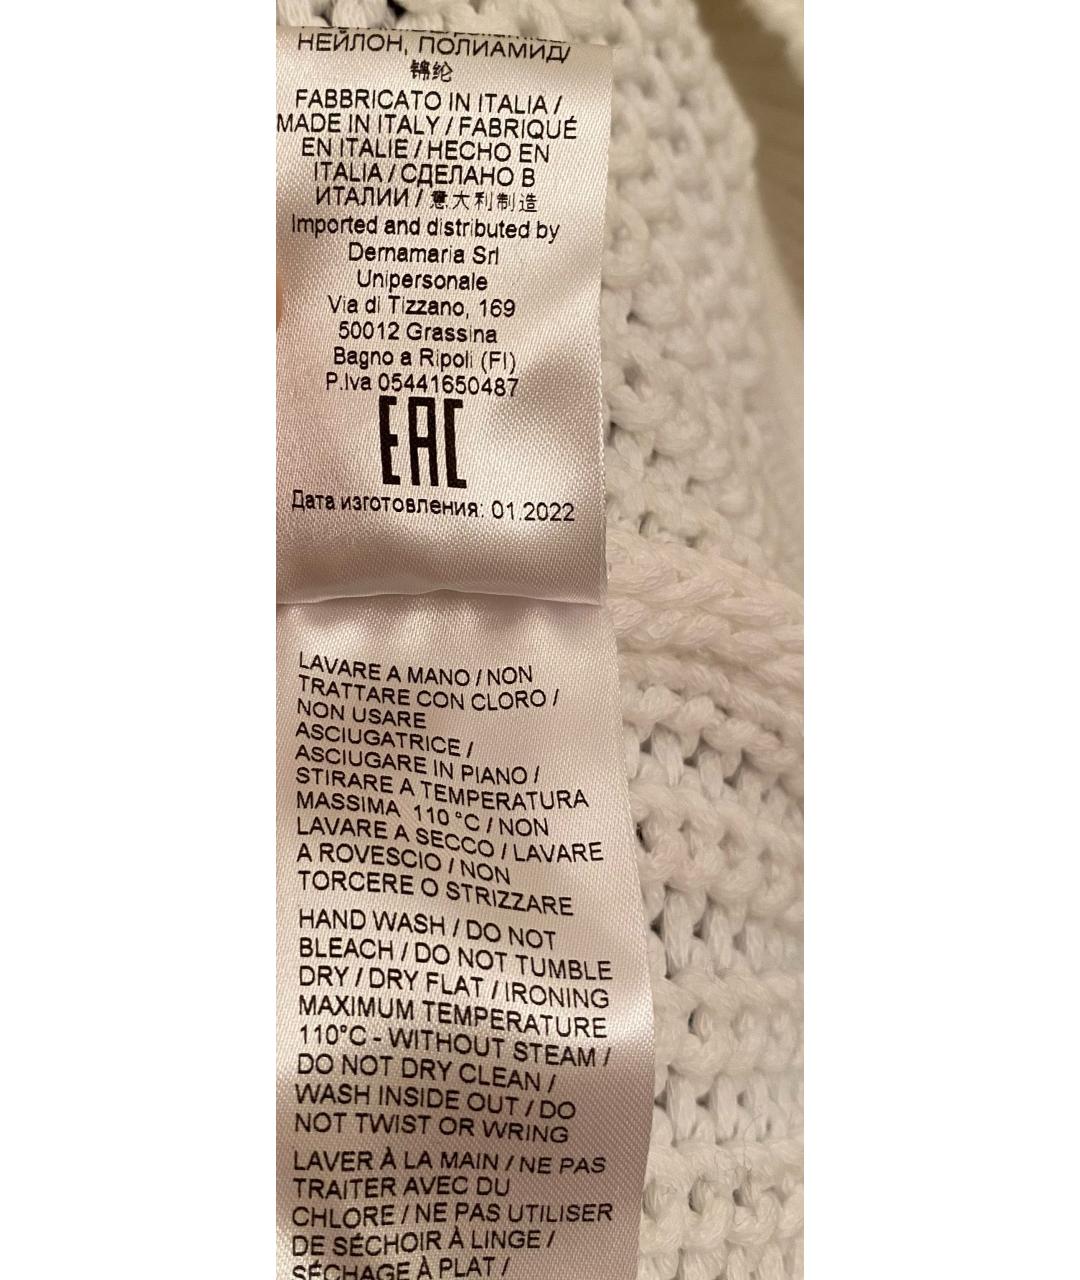 НЕЙЛОН, ПОЛИАМИД/
锦纶
FABBRICATO IN ITALIA /
MADE IN ITALY / FABRIQUÉ
EN ITALIE / HECHO EN
ITALIA / СДЕЛАНО В
ИТАЛИИ / 意大利制造
Imported and distributed by
Dernamaria Srl
Unipersonale
Via di Tizzano, 169
50012 Grassina
Bagno a Ripoli (FI)
P.Iva 05441650487
EAC
Дата изготовления: 01.2022
LAVARE A MANO / NON
TRATTARE CON CLORO /
NON USARE
ASCIUGATRICE /
ASCIUGARE IN PIANO /
STIRARE A TEMPERATURA
MASSIMA 110 °C / NON
LAVARE A SECCO / LAVARE
A ROVESCIO / NON
TORCERE O STRIZZARE
HAND WASH / DO NOT
BLEACH / DO NOT TUMBLE
DRY / DRY FLAT / IRONING
MAXIMUM TEMPERATURE
110°C - WITHOUT STEAM /
DO NOT DRY CLEAN /
WASH INSIDE OUT / DO
NOT TWIST OR WRING
LAVER À LA MAIN / NE PAS
TRAITER AVEC DU
CHLORE / NE PAS UTILISER
DE SÉCHOIR À LINGE /
SÉCHAGE À PLAT /